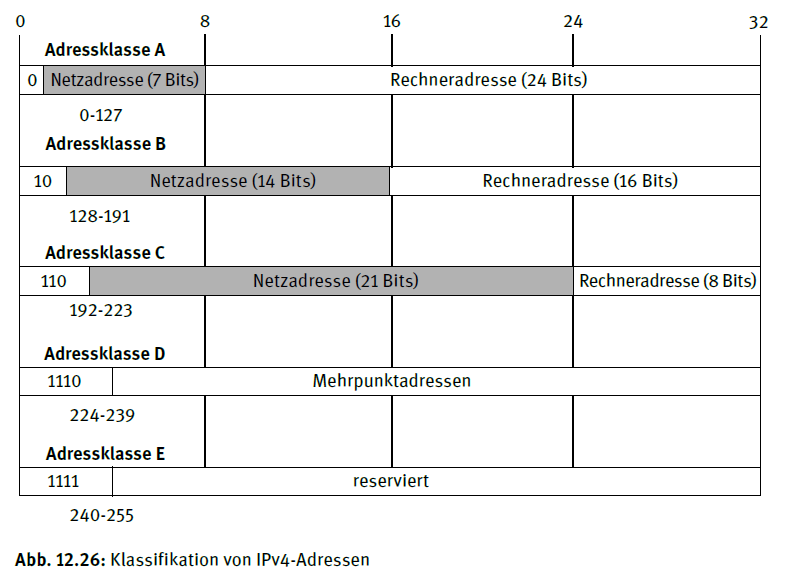 0 8 16 24 32
Adressklasse A
0 Netzadresse (7 Bits) Rechneradresse (24 Bits)
0-127
Adressklasse B
10 Netzadresse (14 Bits) Rechneradresse (16 Bits)
128-191
Adressklasse C
110 Netzadresse (21 Bits) Rechneradresse (8 Bits)
192-223
Adressklasse D
1110 Mehrpunktadressen
224-239
Adressklasse E
1111 reserviert
240-255
Abb. 12.26: Klassifikation von IPv4-Adressen